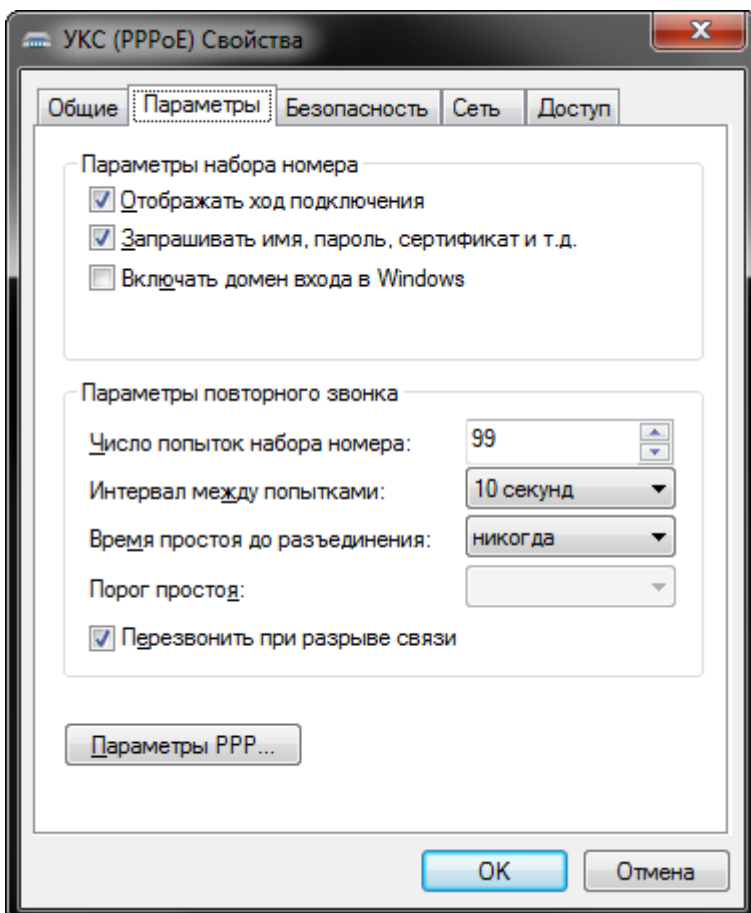 УКС (PPPoE) Свойства
Общие Параметры Безопасность Сеть Доступ
Параметры набора номера
Отображать ход подключения
Запрашивать имя, пароль, сертификат и т.д.
Включать домен входа в Windows
Параметры повторного звонка
Число попыток набора номера: 99
Интервал между попытками: 10 секунд
Время простоя до разъединения: никогда
Порог простоя:
Перезвонить при разрыве связи
Параметры PPP...
OK Отмена